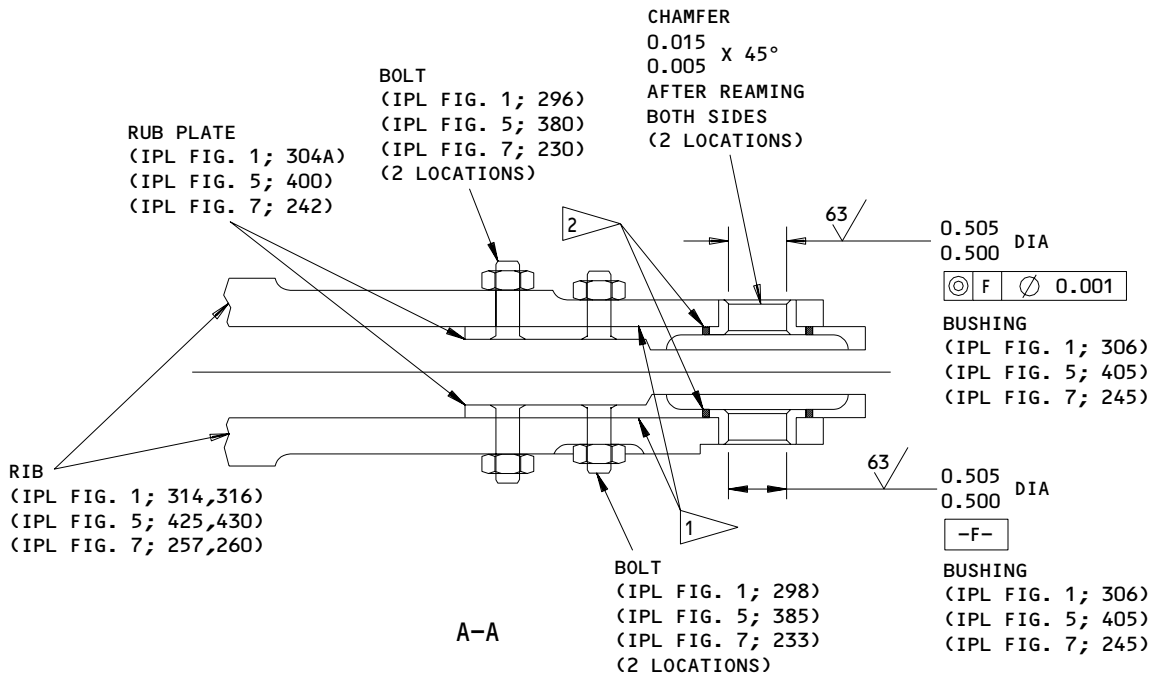 CHAMFER
0.015
0.005 X 45°
AFTER REAMING
BOTH SIDES
(2 LOCATIONS)
BOLT
(IPL FIG. 1; 296)
(IPL FIG. 5; 380)
(IPL FIG. 7; 230)
(2 LOCATIONS)
RUB PLATE
(IPL FIG. 1; 304A)
(IPL FIG. 5; 400)
(IPL FIG. 7; 242)
2
63
0.505
0.500 DIA
◎ F ∅ 0.001
BUSHING
(IPL FIG. 1; 306)
(IPL FIG. 5; 405)
(IPL FIG. 7; 245)
RIB
(IPL FIG. 1; 314,316)
(IPL FIG. 5; 425,430)
(IPL FIG. 7; 257,260)
1
63
0.505
0.500 DIA
-F-
BUSHING
(IPL FIG. 1; 306)
(IPL FIG. 5; 405)
(IPL FIG. 7; 245)
BOLT
(IPL FIG. 1; 298)
(IPL FIG. 5; 385)
(IPL FIG. 7; 233)
(2 LOCATIONS)
A-A